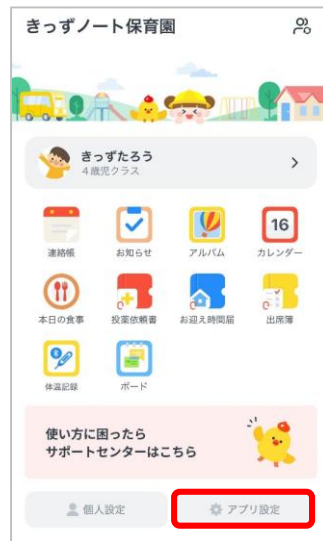 きっずノート保育園
きっずたろう
4歳児クラス
連絡帳 お知らせ アルバム カレンダー
16
本日の食事 投薬依頼書 お迎え時間届 出席簿
体温記録 ボード
使い方に困ったら
サポートセンターはこちら
個人設定 アプリ設定